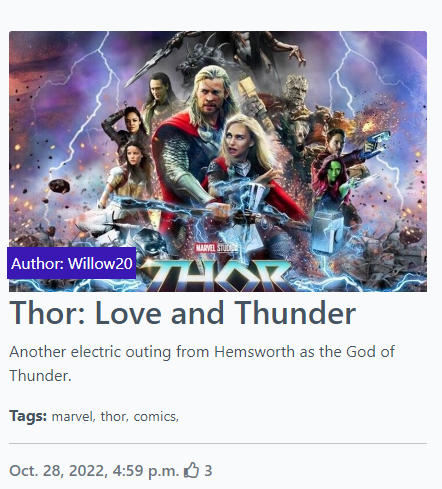 MARVEL STUDIOS
THOR
Author: Willow20
Thor: Love and Thunder
Another electric outing from Hemsworth as the God of
Thunder.
Tags: marvel, thor, comics,
Oct. 28, 2022, 4:59 p.m. 3